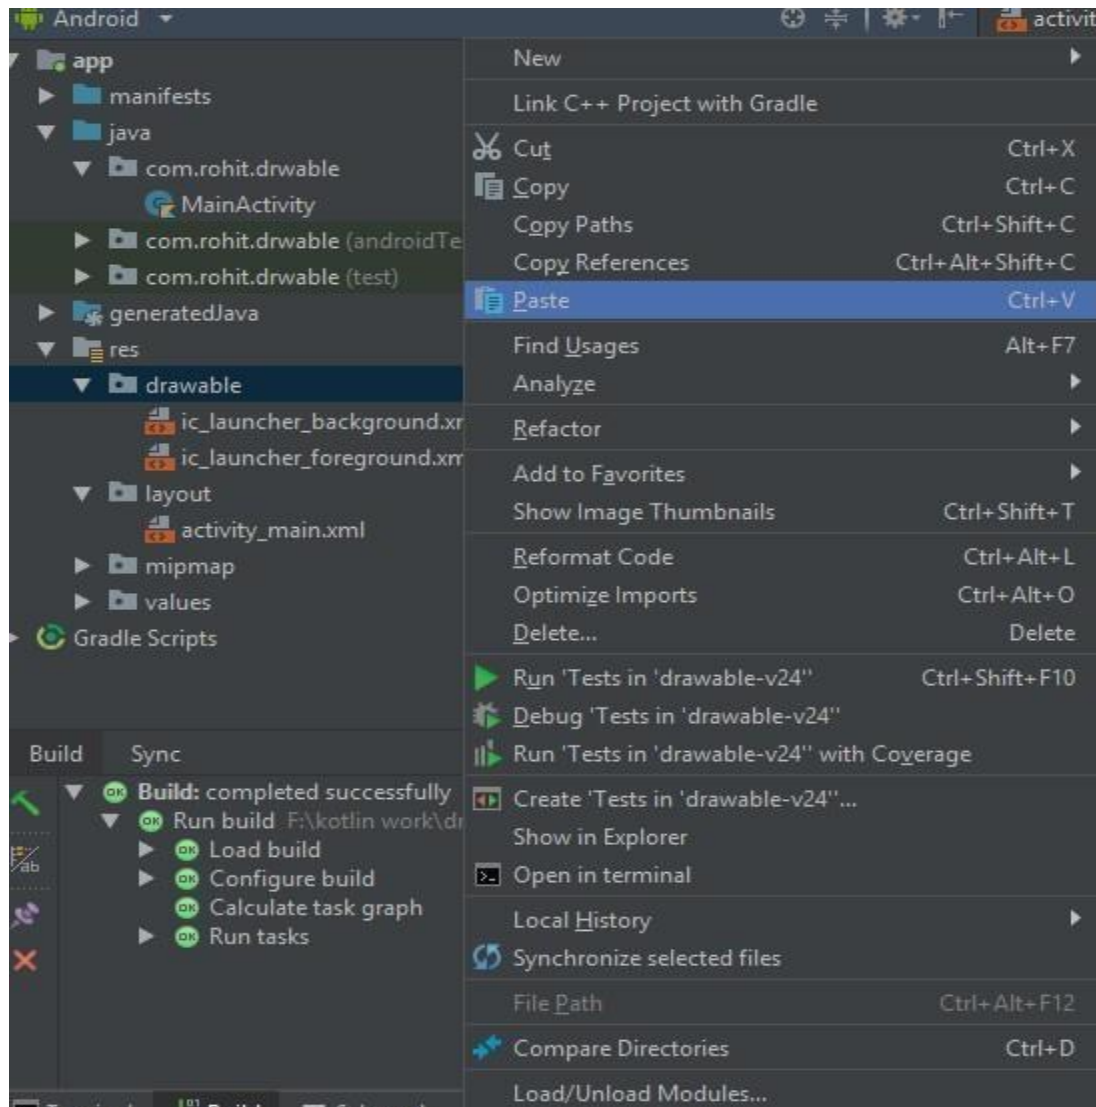 Android
activit
app
manifests
java
com.rohit.drwable
MainActivity
com.rohit.drwable (androidTe
com.rohit.drwable (test)
generatedJava
res
drawable
ic_launcher_background.xr
ic_launcher_foreground.xm
layout
activity_main.xml
mipmap
values
Gradle Scripts
Build Sync
Build: completed successfully
Run build F:\kotlin work\dr
Load build
Configure build
Calculate task graph
Run tasks
New
Link C++ Project with Gradle
Cut Ctrl+X
Copy Ctrl+C
Copy Paths Ctrl+Shift+C
Copy References Ctrl+Alt+Shift+C
Paste Ctrl+V
Find Usages Alt+F7
Analyze
Refactor
Add to Favorites
Show Image Thumbnails Ctrl+Shift+T
Reformat Code Ctrl+Alt+L
Optimize Imports Ctrl+Alt+O
Delete... Delete
Run 'Tests in 'drawable-v24'' Ctrl+Shift+F10
Debug 'Tests in 'drawable-v24''
Run 'Tests in 'drawable-v24'' with Coverage
Create 'Tests in 'drawable-v24''...
Show in Explorer
Open in terminal
Local History
Synchronize selected files
File Path Ctrl+Alt+F12
Compare Directories Ctrl+D
Load/Unload Modules...